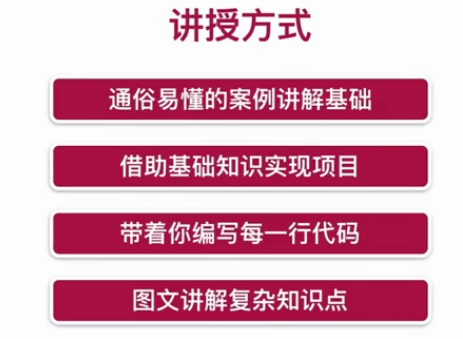 讲授方式
通俗易懂的案例讲解基础
借助基础知识实现项目
带着你编写每一行代码
图文讲解复杂知识点